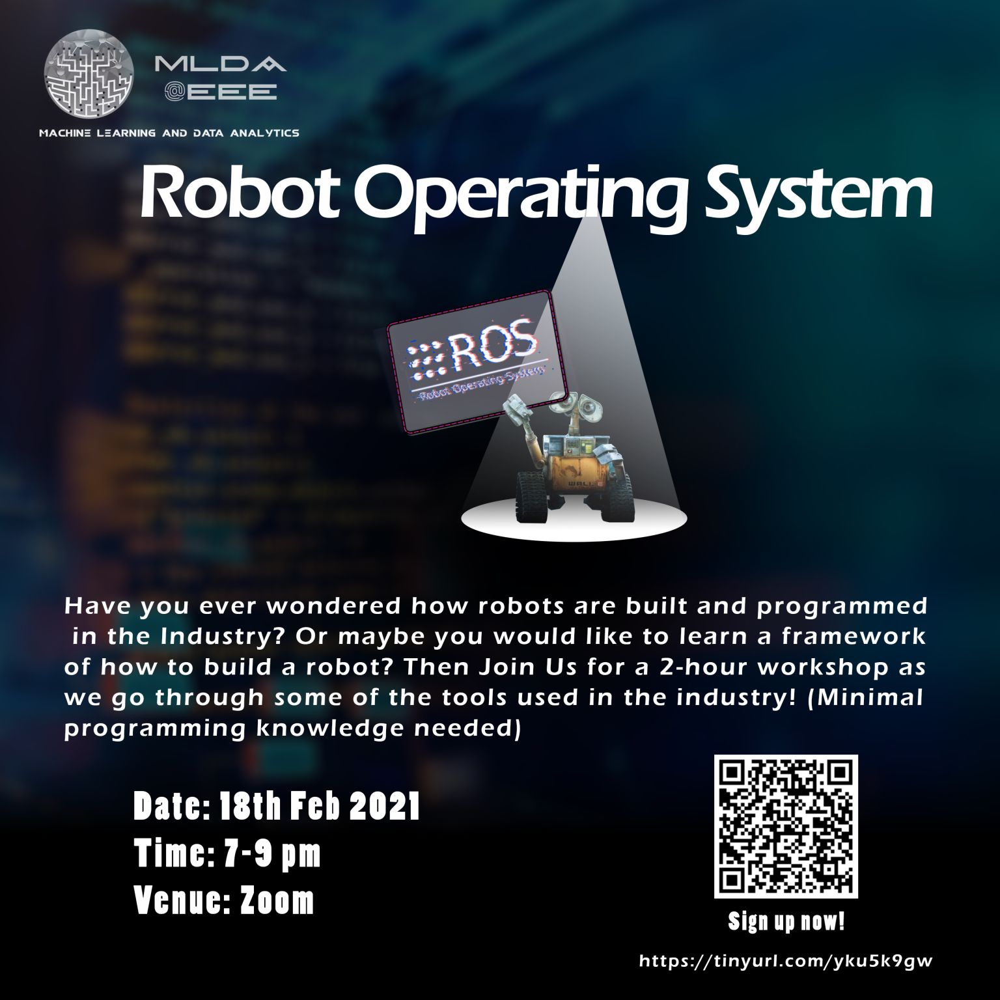 MLDA
@EEE
MACHINE LEARNING AND DATA ANALYTICS
Robot Operating System
ROS
Robot Operating System
WALL·E
Have you ever wondered how robots are built and programmed
in the Industry? Or maybe you would like to learn a framework
of how to build a robot? Then Join Us for a 2-hour workshop as
we go through some of the tools used in the industry! (Minimal
programming knowledge needed)
Date: 18th Feb 2021
Time: 7-9 pm
Venue: Zoom
Sign up now!
https://tinyurl.com/yku5k9gw